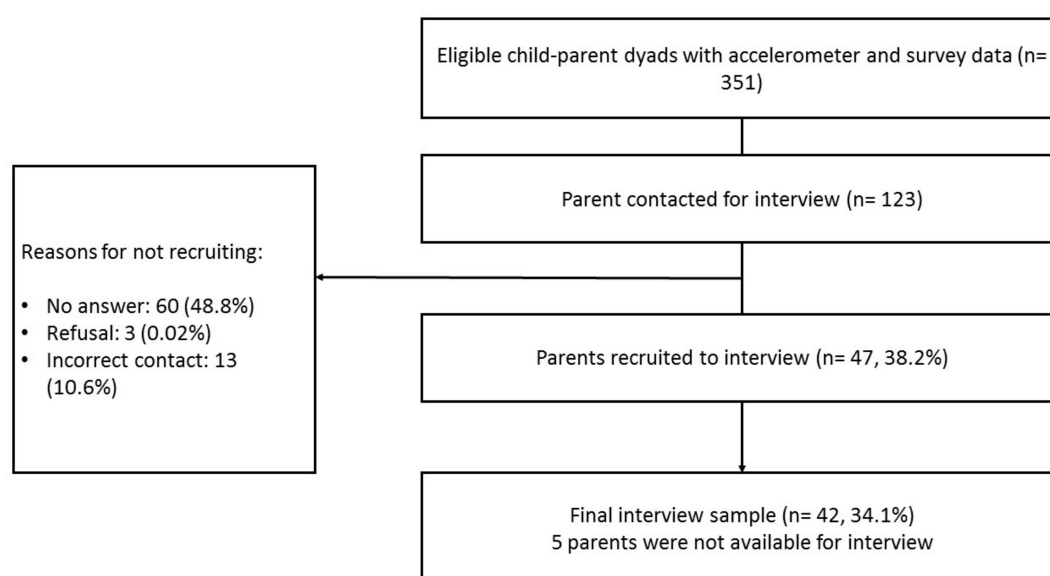 Eligible child-parent dyads with accelerometer and survey data (n=
351)
Parent contacted for interview (n= 123)
Reasons for not recruiting:
• No answer: 60 (48.8%)
• Refusal: 3 (0.02%)
• Incorrect contact: 13
(10.6%)
Parents recruited to interview (n= 47, 38.2%)
Final interview sample (n= 42, 34.1%)
5 parents were not available for interview